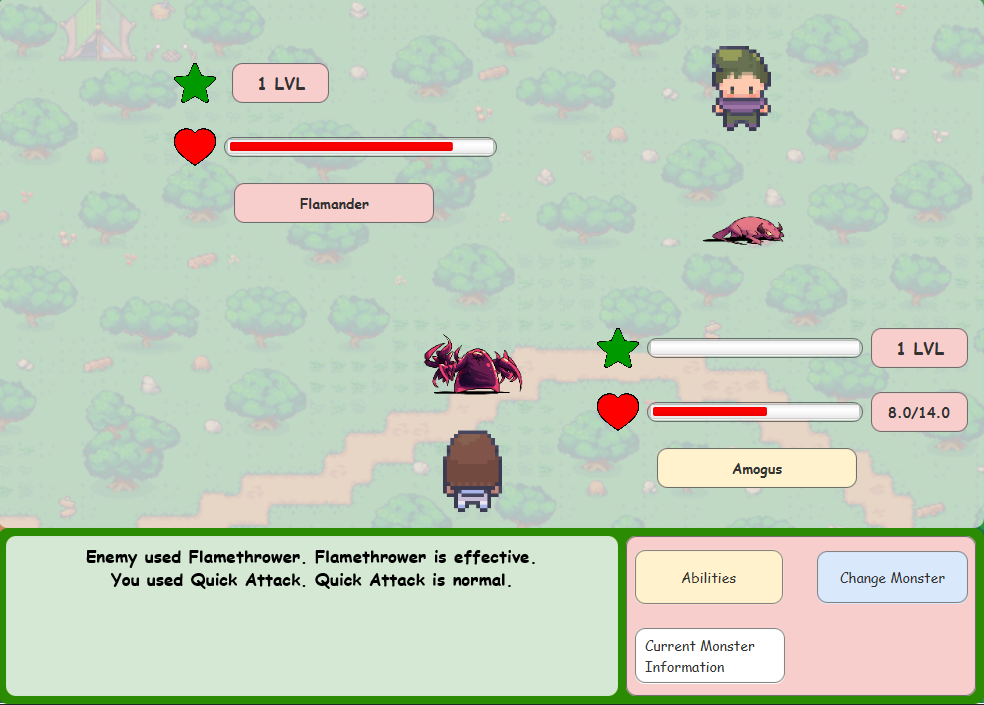 1 LVL
Flamander
1 LVL
8.0/14.0
Amogus
Enemy used Flamethrower. Flamethrower is effective.
You used Quick Attack. Quick Attack is normal.
Abilities
Change Monster
Current Monster
Information